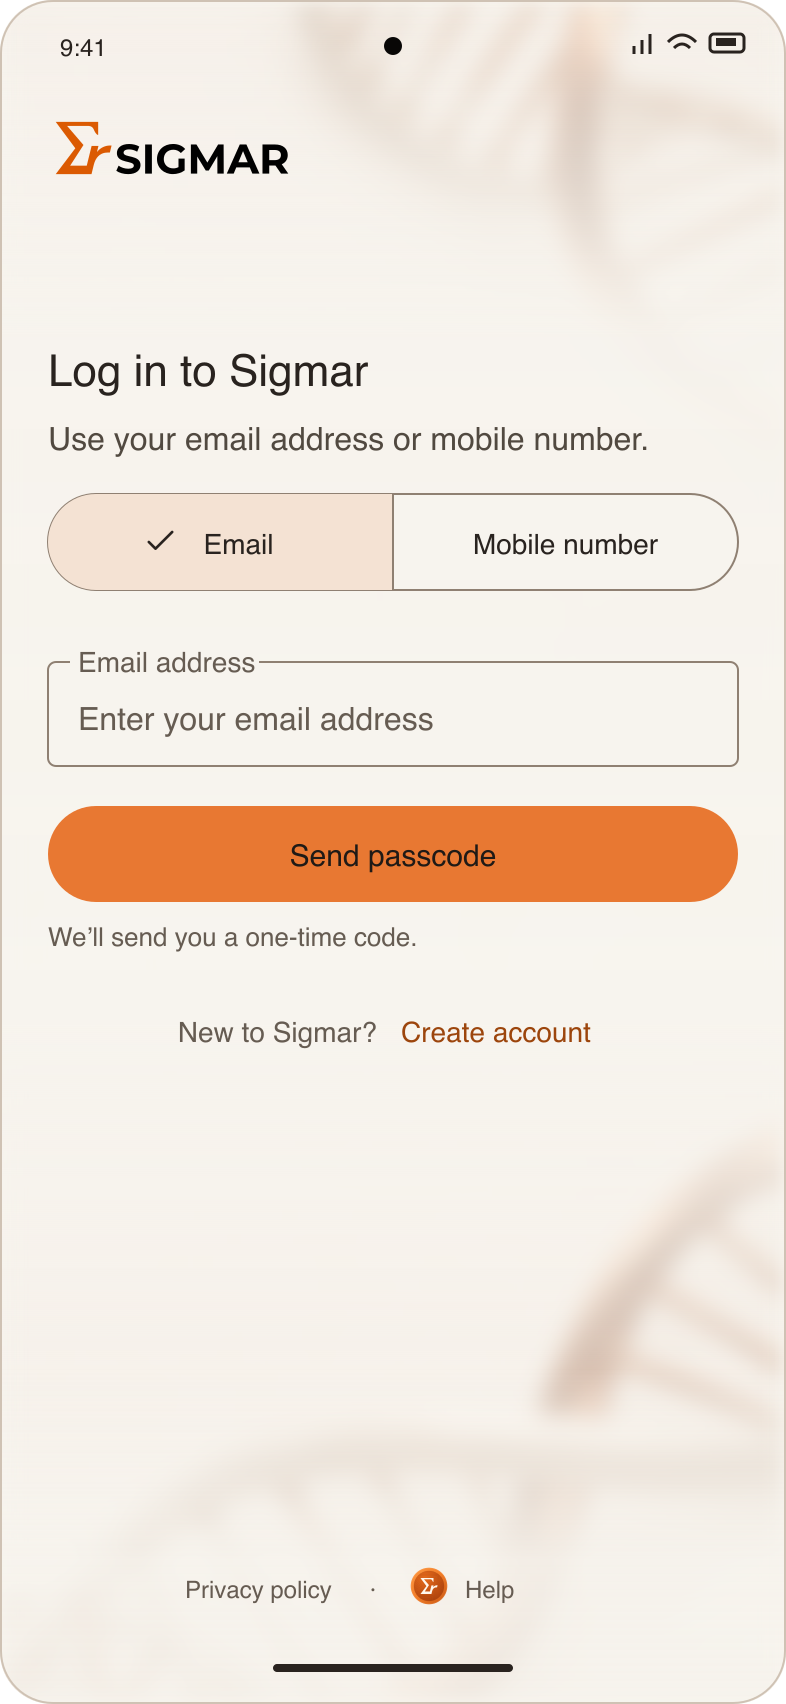 9:41
Σr SIGMAR
Log in to Sigmar
Use your email address or mobile number.
Email
Mobile number
Email address
Enter your email address
Send passcode
We’ll send you a one-time code.
New to Sigmar? Create account
Privacy policy · Σr Help